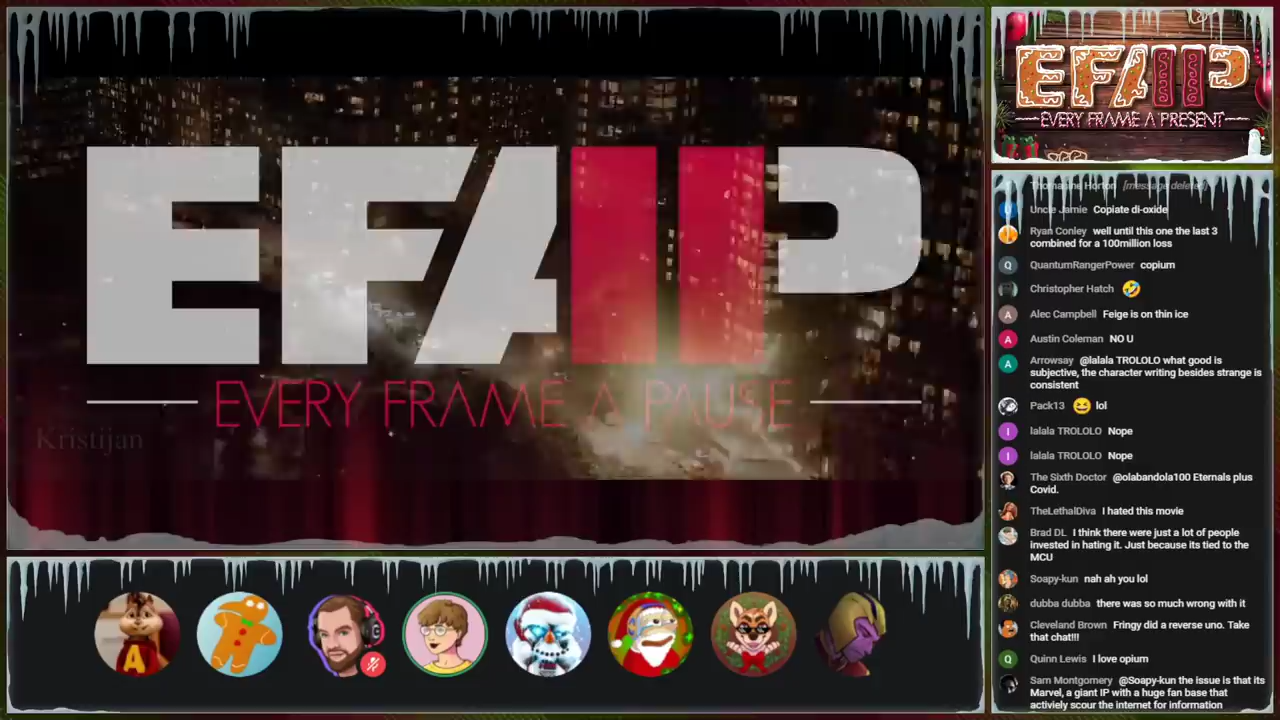 EFAP
EVERY FRAME A PAUSE
Kristijan
EFAP
EVERY FRAME A PRESENT
Thomasine Horton [message deleted]
Uncle Jamie Copiate di-oxide
Ryan Conley well until this one the last 3
combined for a 100million loss
QuantumRangerPower copium
Christopher Hatch 🤣
Alec Campbell Feige is on thin ice
Austin Coleman NO U
Arrowsay @lalala TROLOLO what good is
subjective, the character writing besides strange is
consistent
Pack13 😆 lol
lalala TROLOLO Nope
lalala TROLOLO Nope
The Sixth Doctor @olabandola100 Eternals plus
Covid.
TheLethalDiva I hated this movie
Brad DL I think there were just a lot of people
invested in hating it. Just because its tied to the
MCU
Soapy-kun nah ah you lol
dubba dubba there was so much wrong with it
Cleveland Brown Fringy did a reverse uno. Take
that chat!!!
Quinn Lewis I love opium
Sam Montgomery @Soapy-kun the issue is that its
Marvel, a giant IP with a huge fan base that
activiely scour the internet for information